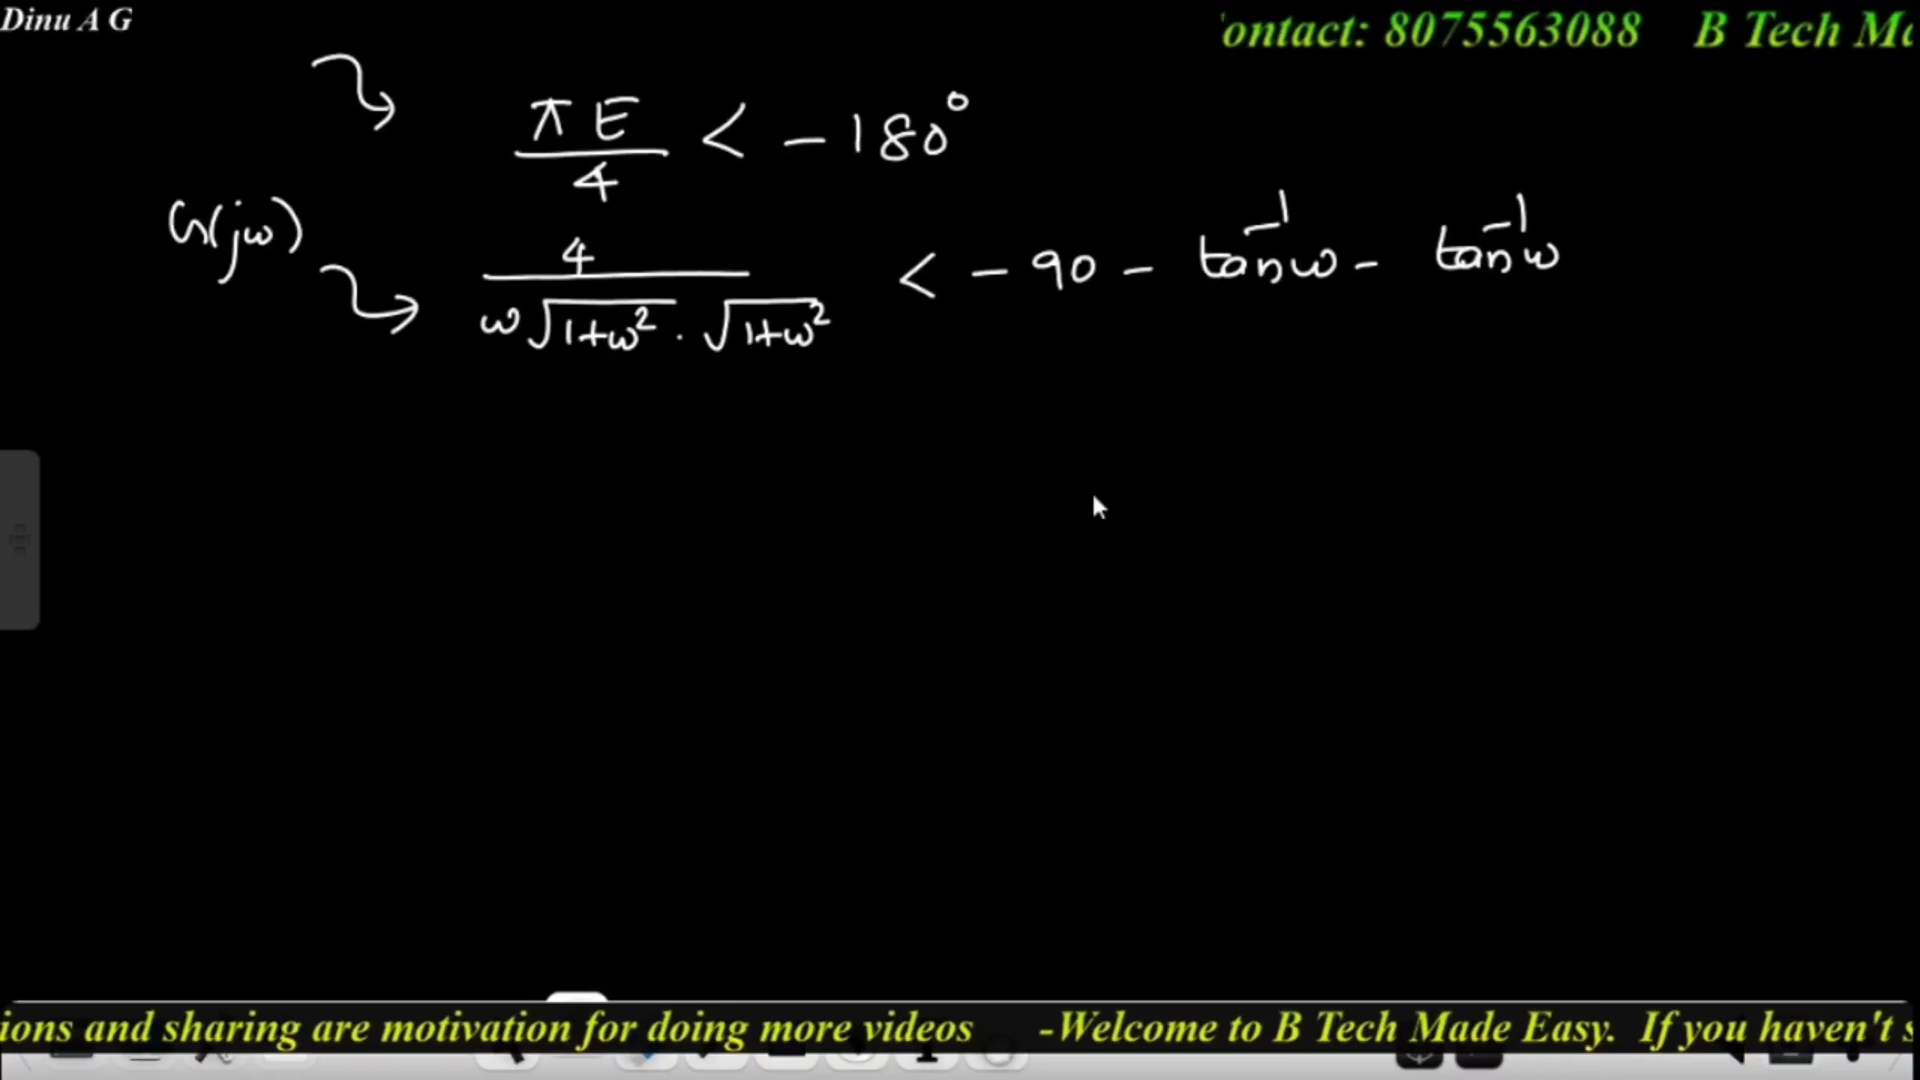 Dinu A G
'ontact: 8075563088 B Tech Ma
πE/4 < -180°
G(jω)
4/(ω√(1+ω²) . √(1+ω²)) < -90 - tan⁻¹ω - tan⁻¹ω
ions and sharing are motivation for doing more videos -Welcome to B Tech Made Easy. If you haven't s